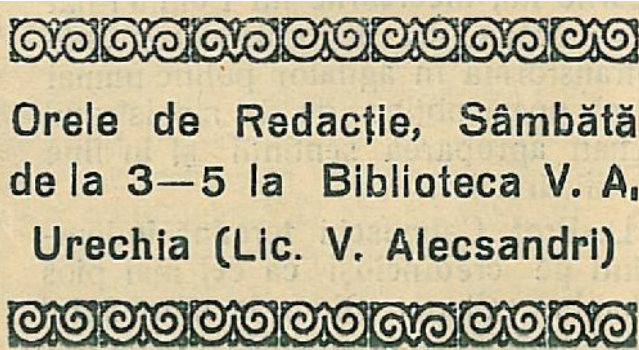 Orele de Redacție, Sâmbătă
de la 3—5 la Biblioteca V. A.
Urechia (Lic. V. Alecsandri)